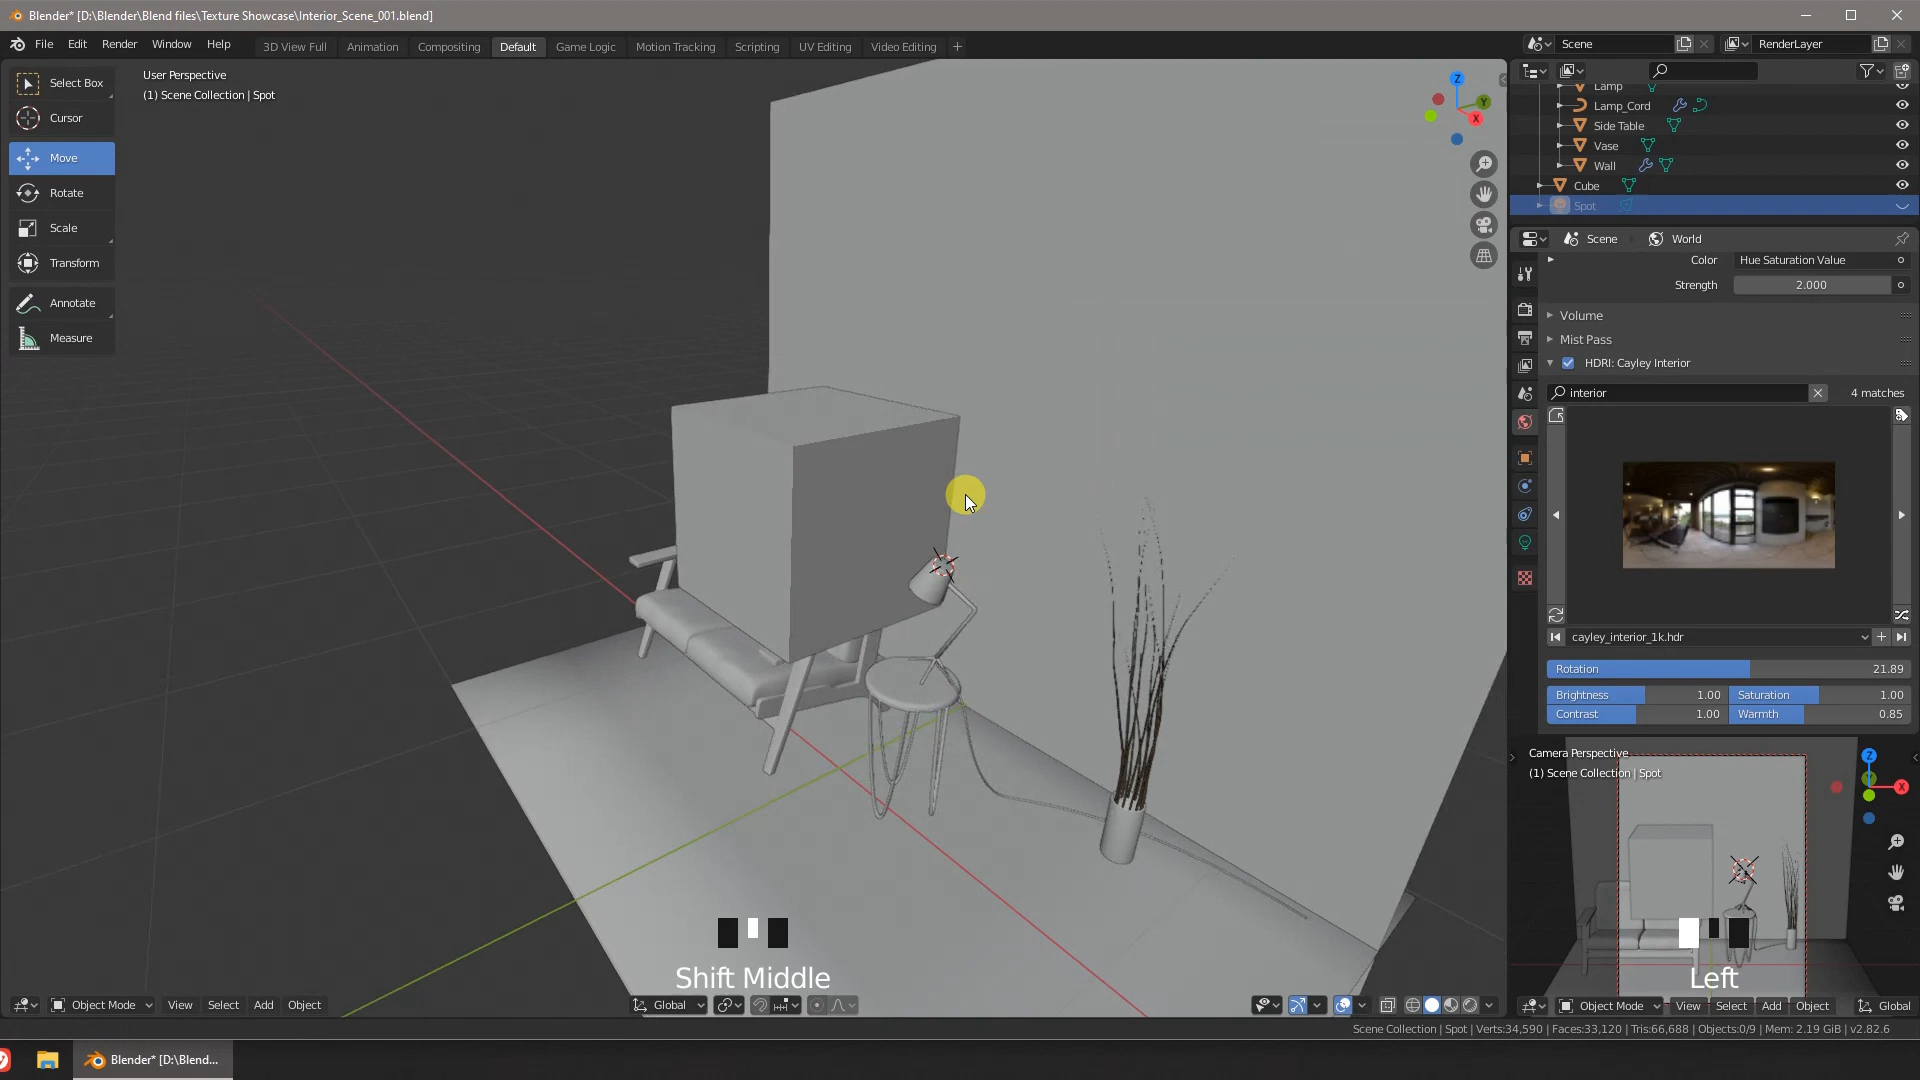 Blender* [D:\Blender\Blend files\Texture Showcase\Interior_Scene_001.blend]
File Edit Render Window Help
3D View Full Animation Compositing Default Game Logic Motion Tracking Scripting UV Editing Video Editing +
Scene
RenderLayer
Select Box
Cursor
Move
Rotate
Scale
Transform
Annotate
Measure
User Perspective
(1) Scene Collection | Spot
Z
Y
X
Lamp
Lamp_Cord
Side Table
Vase
Wall
Cube
Spot
Scene World
Color Hue Saturation Value
Strength 2.000
Volume
Mist Pass
HDRI: Cayley Interior
interior 4 matches
cayley_interior_1k.hdr
Rotation 21.89
Brightness 1.00 Saturation 1.00
Contrast 1.00 Warmth 0.85
Camera Perspective
(1) Scene Collection | Spot
Z
X
Shift Middle
Left
Object Mode View Select Add Object
Global
Object Mode View Select Add Object Global
Scene Collection | Spot | Verts:34,590 | Faces:33,120 | Tris:66,688 | Objects:0/9 | Mem: 2.19 GiB | v2.82.6
Blender* [D:\Blend...